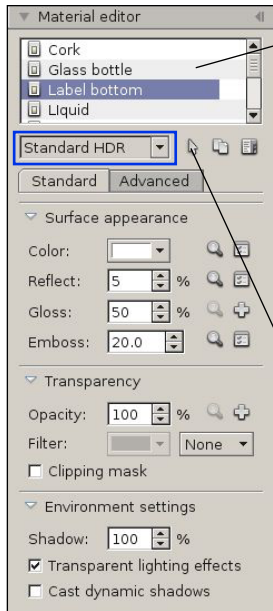 Material editor
Cork
Glass bottle
Label bottom
LIquid
Standard HDR
Standard Advanced
Surface appearance
Color:
Reflect: 5 %
Gloss: 50 %
Emboss: 20.0
Transparency
Opacity: 100 %
Filter: None
Clipping mask
Environment settings
Shadow: 100 %
Transparent lighting effects
Cast dynamic shadows